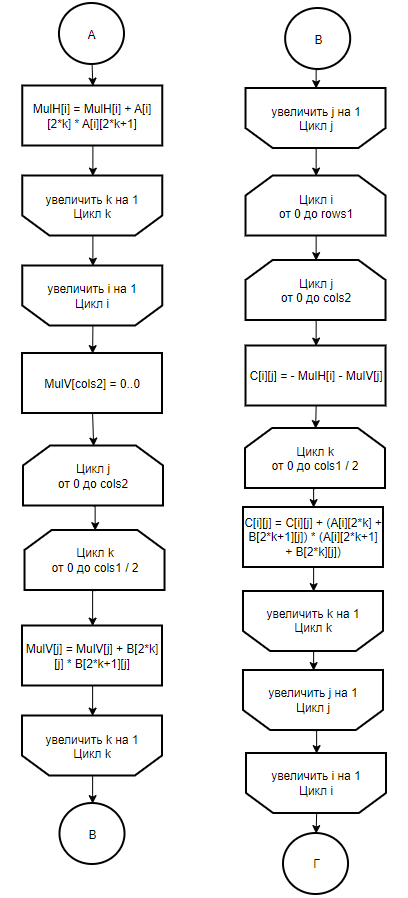 А
MulH[i] = MulH[i] + A[i]
[2*k] * A[i][2*k+1]
увеличить k на 1
Цикл k
увеличить i на 1
Цикл i
MulV[cols2] = 0..0
Цикл j
от 0 до cols2
Цикл k
от 0 до cols1 / 2
MulV[j] = MulV[j] + B[2*k]
[j] * B[2*k+1][j]
увеличить k на 1
Цикл k
В
В
увеличить j на 1
Цикл j
Цикл i
от 0 до rows1
Цикл j
от 0 до cols2
C[i][j] = - MulH[i] - MulV[j]
Цикл k
от 0 до cols1 / 2
C[i][j] = C[i][j] + (A[i][2*k] +
B[2*k+1][j]) * (A[i][2*k+1]
+ B[2*k][j])
увеличить k на 1
Цикл k
увеличить j на 1
Цикл j
увеличить i на 1
Цикл i
Г